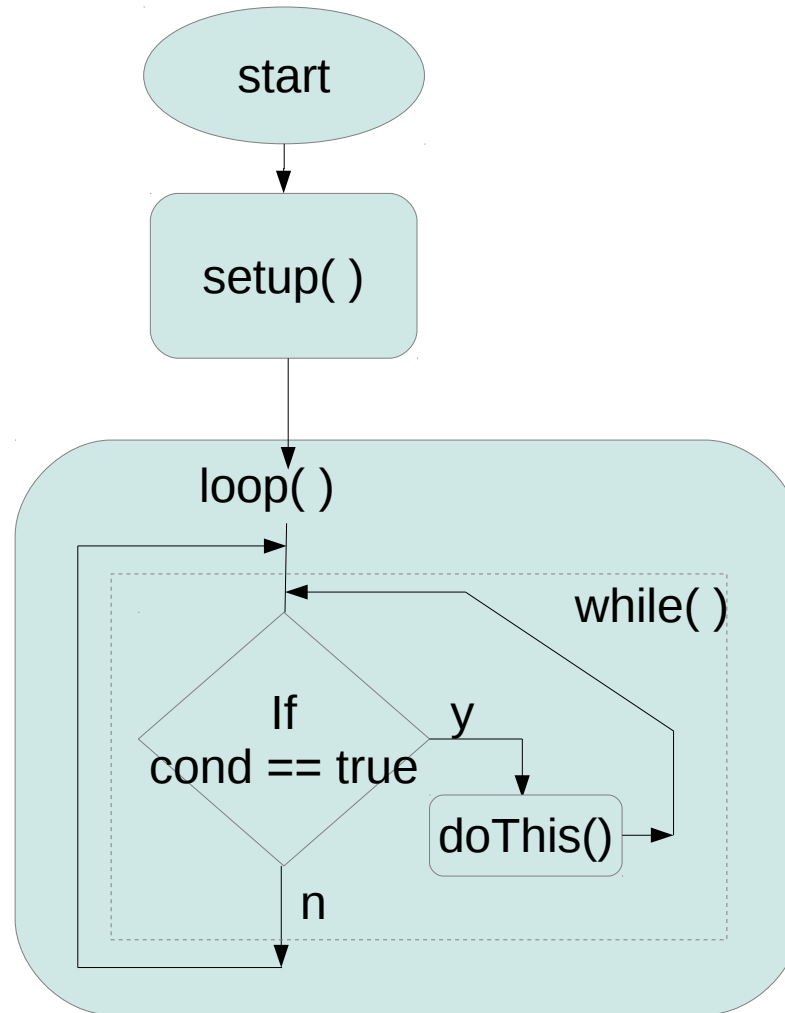 start
setup( )
loop( )
while( )
If
cond == true
y
doThis()
n